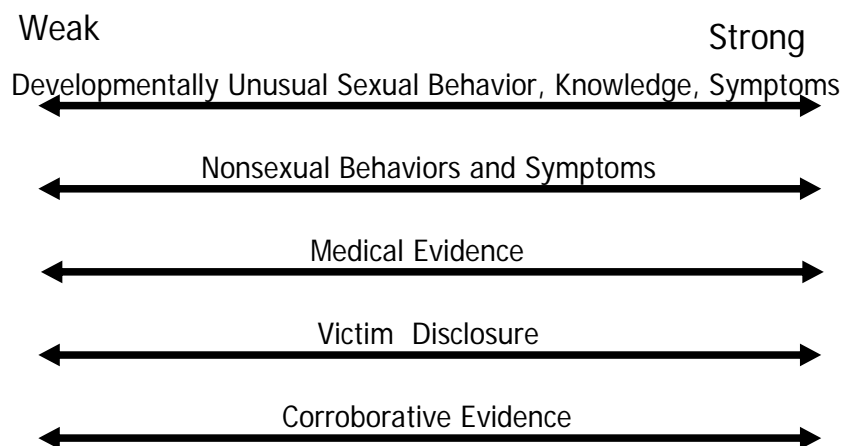 Weak
Strong
Developmentally Unusual Sexual Behavior, Knowledge, Symptoms
Nonsexual Behaviors and Symptoms
Medical Evidence
Victim Disclosure
Corroborative Evidence